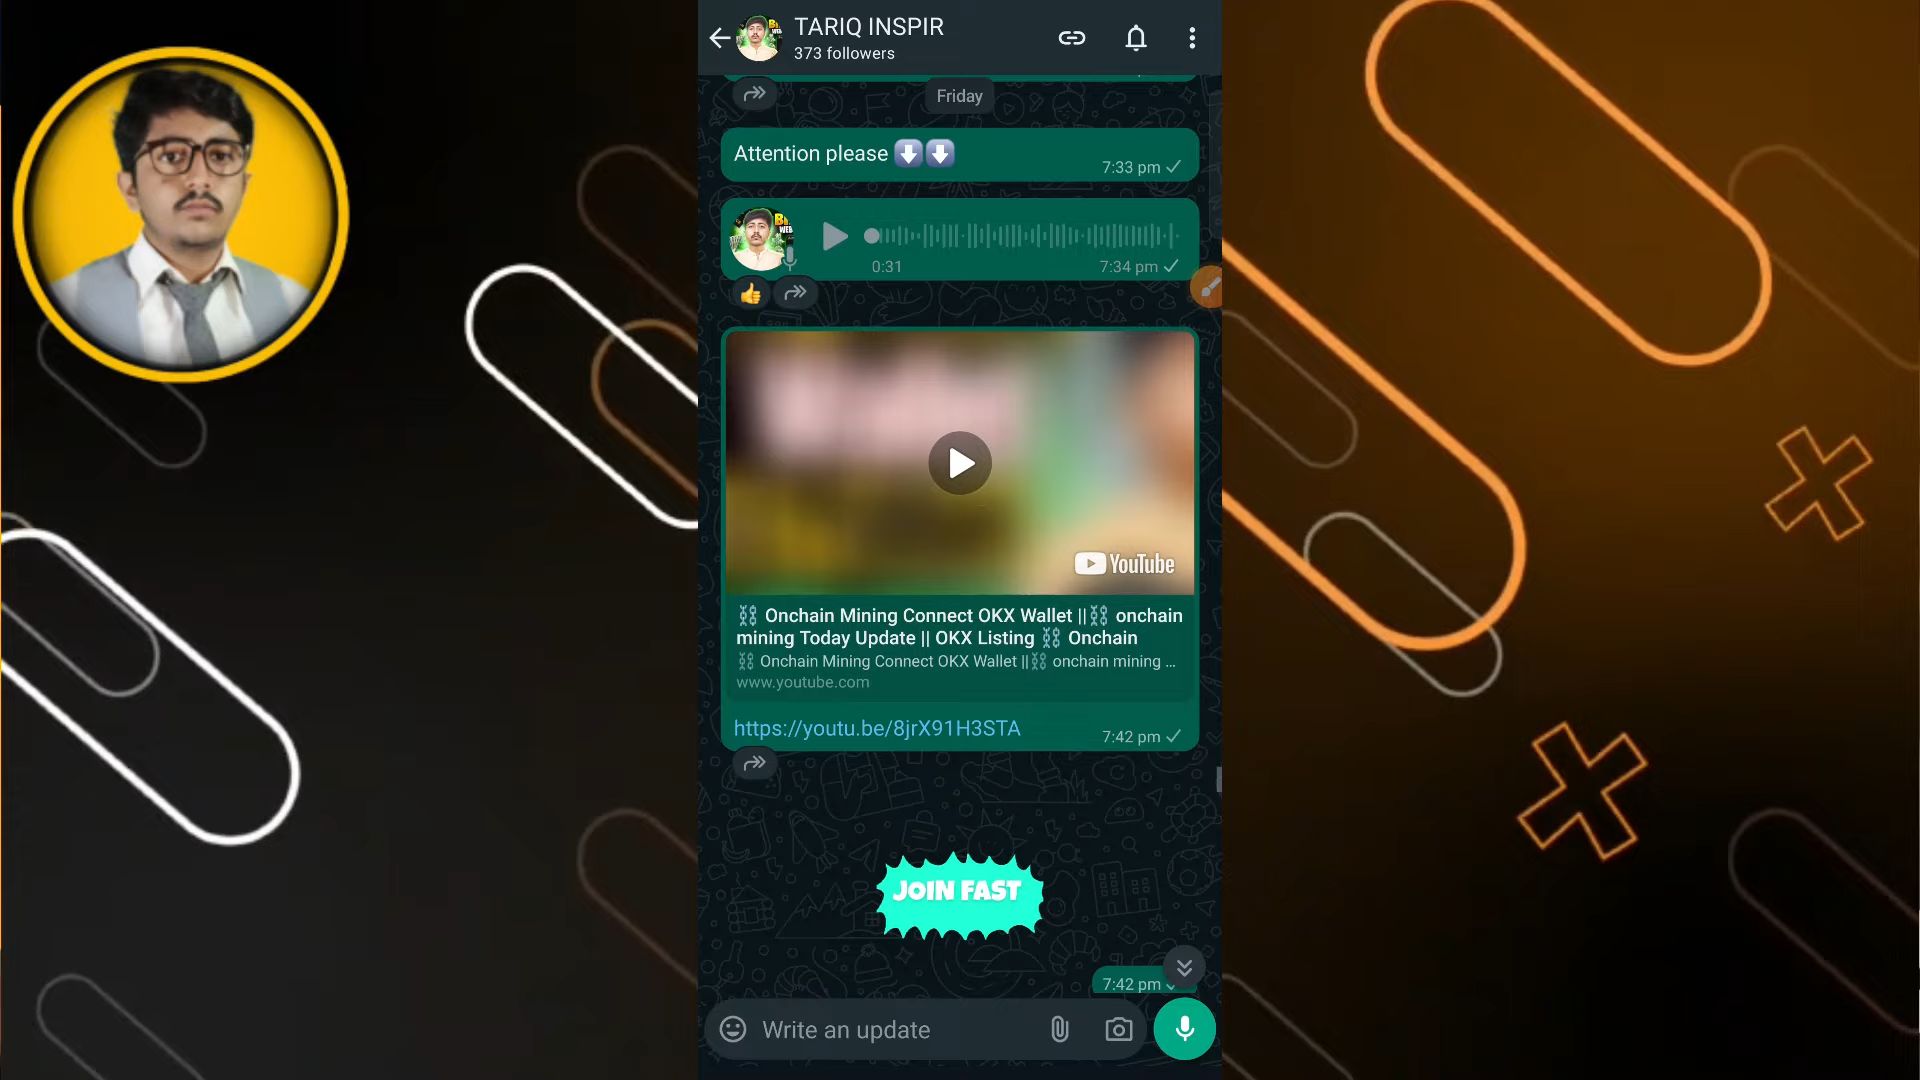 TARIQ INSPIR
373 followers
Friday
Attention please ⬇️⬇️
7:33 pm
0:31
7:34 pm
YouTube
⛓️ Onchain Mining Connect OKX Wallet ||⛓️ onchain
mining Today Update || OKX Listing ⛓️ Onchain
⛓️ Onchain Mining Connect OKX Wallet ||⛓️ onchain mining ...
www.youtube.com
https://youtu.be/8jrX91H3STA
7:42 pm
JOIN FAST
7:42 pm
Write an update